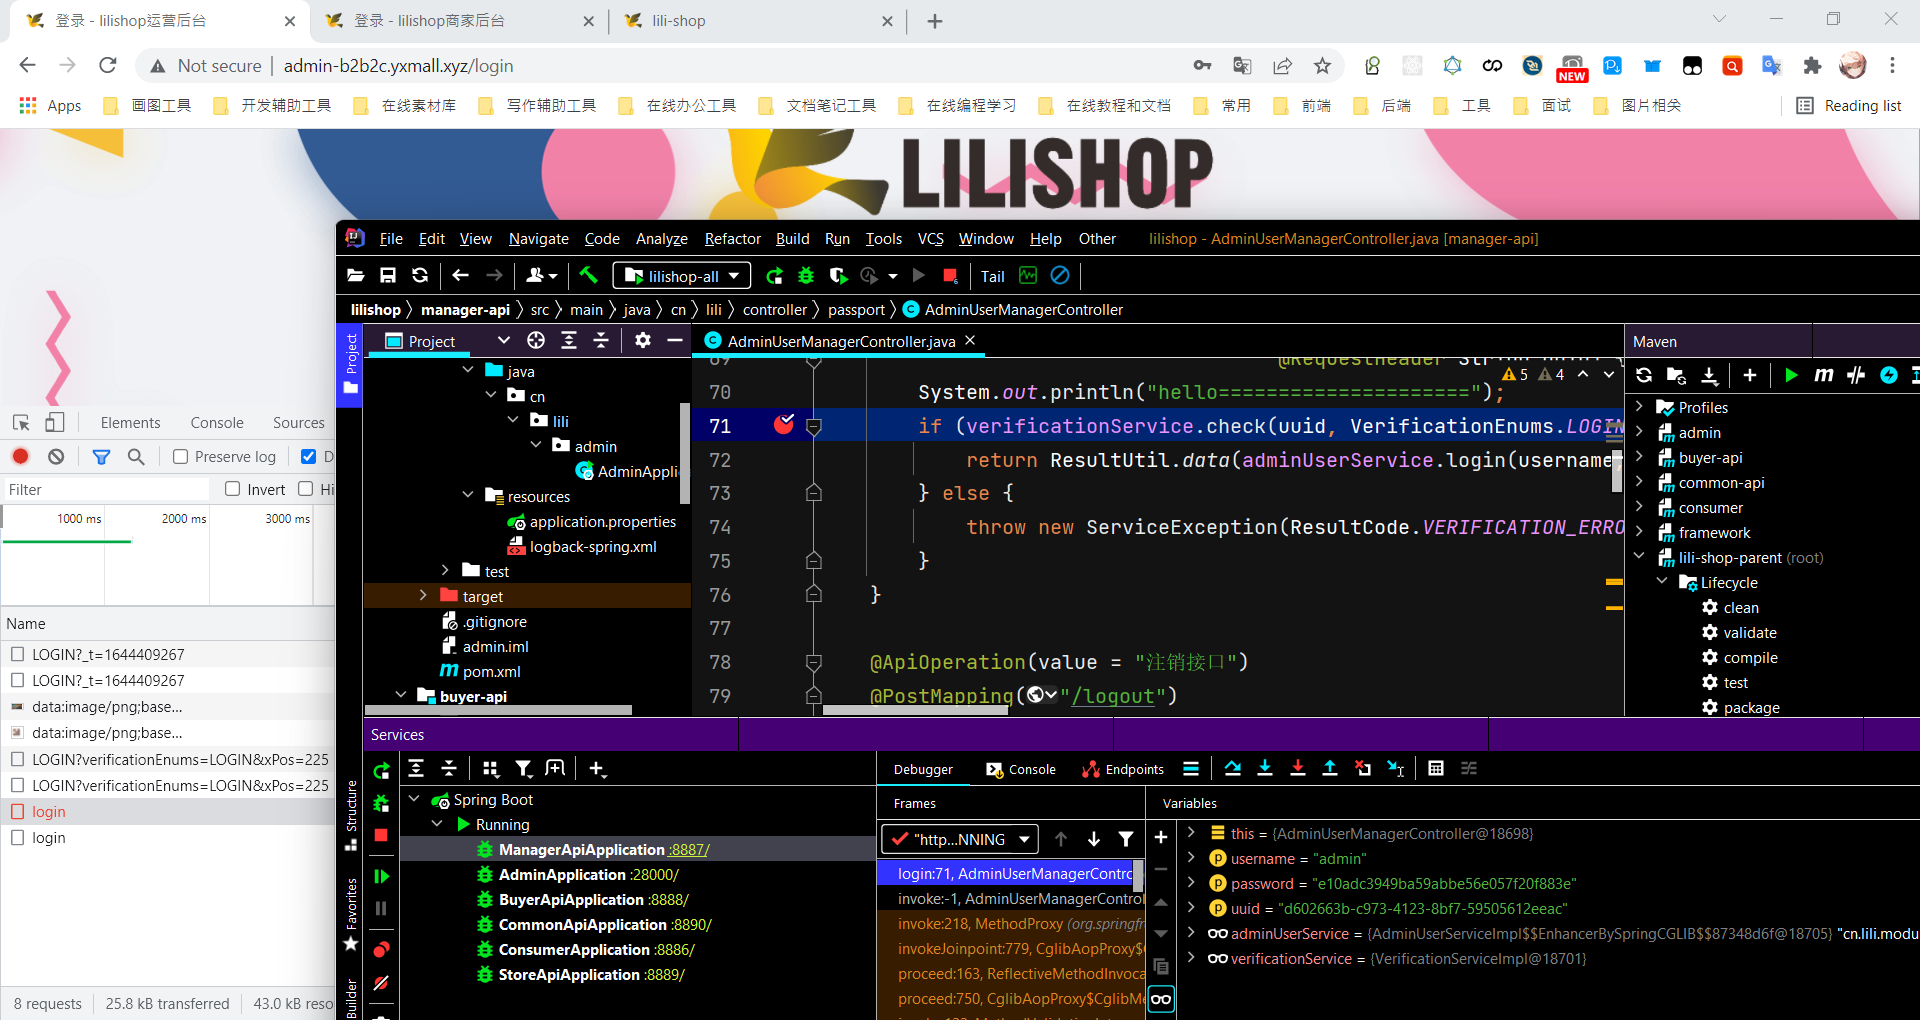 登录 - lilishop运营后台
登录 - lilishop商家后台
lili-shop
Not secure
admin-b2b2c.yxmall.xyz/login
NEW
Apps
画图工具
开发辅助工具
在线素材库
写作辅助工具
在线办公工具
文档笔记工具
在线编程学习
在线教程和文档
常用
前端
后端
工具
面试
图片相关
Reading list
LILISHOP
File Edit View Navigate Code Analyze Refactor Build Run Tools VCS Window Help Other
lilishop - AdminUserManagerController.java [manager-api]
lilishop-all
Tail
lilishop manager-api src main java cn lili controller passport AdminUserManagerController
Project
Project
AdminUserManagerController.java
Maven
java
cn
lili
admin
AdminApplic
resources
application.properties
logback-spring.xml
test
target
.gitignore
admin.iml
pom.xml
buyer-api
69 @RequestHeader String uuid) {
5 4
70 System.out.println("hello=====================");
71 if (verificationService.check(uuid, VerificationEnums.LOGIN
72 return ResultUtil.data(adminUserService.login(username,
73 } else {
74 throw new ServiceException(ResultCode.VERIFICATION_ERRO
75 }
76 }
77
78 @ApiOperation(value = "注销接口")
79 @PostMapping("/logout")
Profiles
admin
buyer-api
common-api
consumer
framework
lili-shop-parent (root)
Lifecycle
clean
validate
compile
test
package
Elements Console Sources
Preserve log
D
Filter
Invert
Hi
1000 ms 2000 ms 3000 ms
Name
LOGIN?_t=1644409267
LOGIN?_t=1644409267
data:image/png;base...
data:image/png;base...
LOGIN?verificationEnums=LOGIN&xPos=225
LOGIN?verificationEnums=LOGIN&xPos=225
login
login
8 requests 25.8 kB transferred 43.0 kB reso
Structure
Favorites
Builder
Services
Spring Boot
Running
ManagerApiApplication :8887/
AdminApplication :28000/
BuyerApiApplication :8888/
CommonApiApplication :8890/
ConsumerApplication :8886/
StoreApiApplication :8889/
Debugger Console Endpoints
Frames
"http...NNING
login:71, AdminUserManagerContro
invoke:-1, AdminUserManagerControl
invoke:218, MethodProxy (org.springfr
invokeJoinpoint:779, CglibAopProxy$
proceed:163, ReflectiveMethodInvoca
proceed:750, CglibAopProxy$CglibMe
Variables
this = {AdminUserManagerController@18698}
username = "admin"
password = "e10adc3949ba59abbe56e057f20f883e"
uuid = "d602663b-c973-4123-8bf7-59505612eeac"
adminUserService = {AdminUserServiceImpl$$EnhancerBySpringCGLIB$$87348d6f@18705} "cn.lili.modu
verificationService = {VerificationServiceImpl@18701}